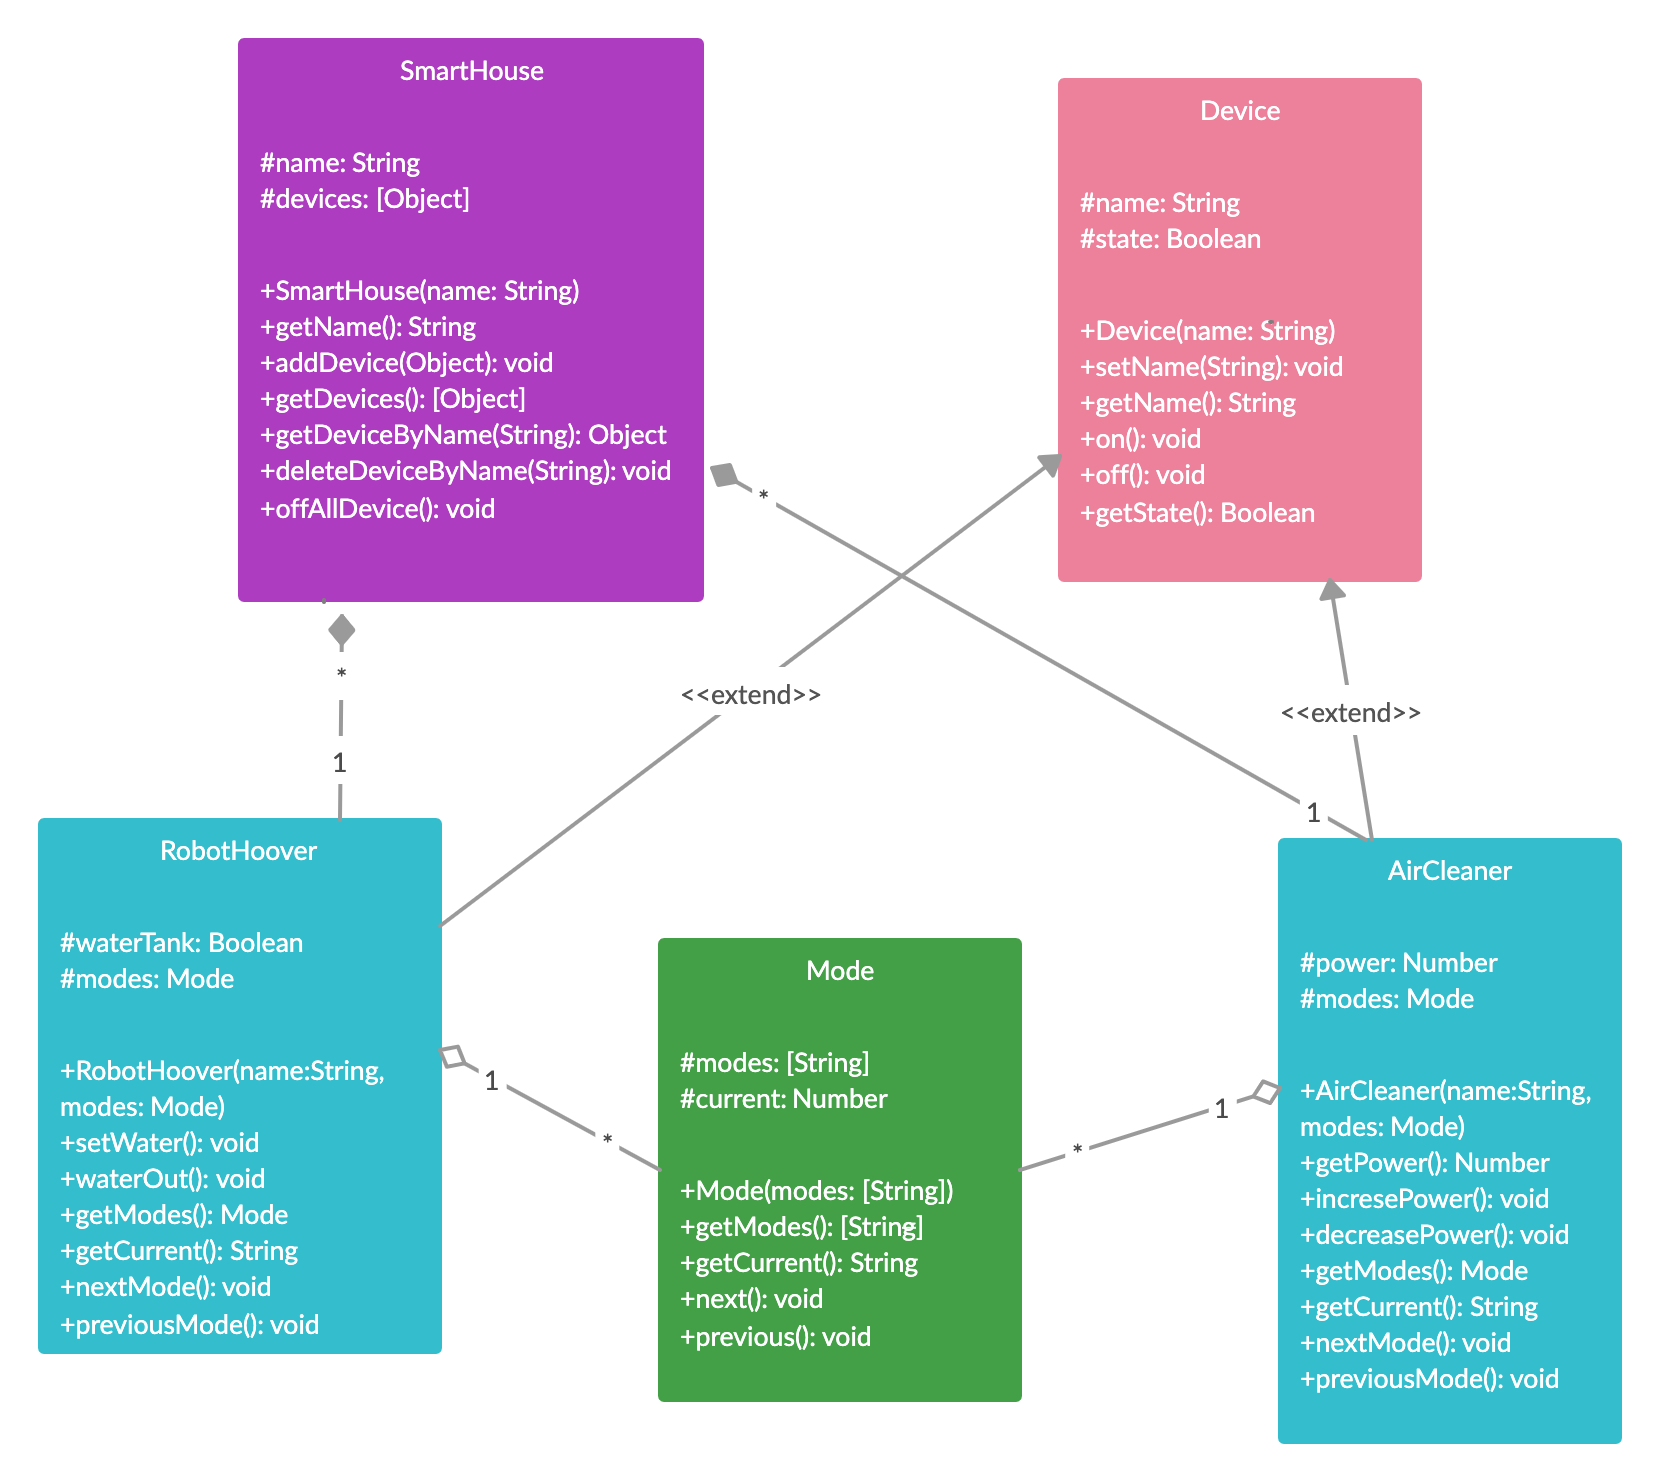 SmartHouse
#name: String
#devices: [Object]
+SmartHouse(name: String)
+getName(): String
+addDevice(Object): void
+getDevices(): [Object]
+getDeviceByName(String): Object
+deleteDeviceByName(String): void
+offAllDevice(): void
Device
#name: String
#state: Boolean
+Device(name: String)
+setName(String): void
+getName(): String
+on(): void
+off(): void
+getState(): Boolean
*
*
1
<<extend>>
<<extend>>
1
RobotHoover
#waterTank: Boolean
#modes: Mode
+RobotHoover(name:String,
modes: Mode)
+setWater(): void
+waterOut(): void
+getModes(): Mode
+getCurrent(): String
+nextMode(): void
+previousMode(): void
1
*
Mode
#modes: [String]
#current: Number
+Mode(modes: [String])
+getModes(): [String]
+getCurrent(): String
+next(): void
+previous(): void
*
1
AirCleaner
#power: Number
#modes: Mode
+AirCleaner(name:String,
modes: Mode)
+getPower(): Number
+incresePower(): void
+decreasePower(): void
+getModes(): Mode
+getCurrent(): String
+nextMode(): void
+previousMode(): void